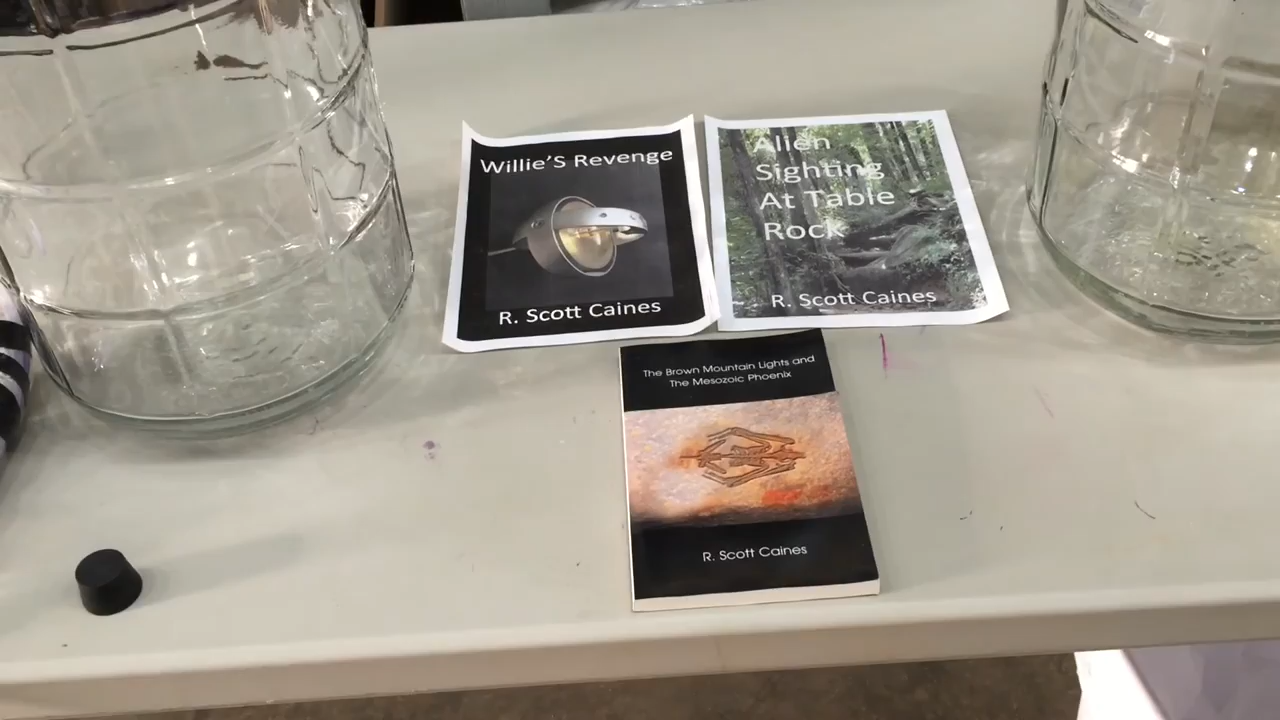 Willie'S Revenge
R. Scott Caines
Alien
Sighting
At Table
Rock
R. Scott Caines
The Brown Mountain Lights and
The Mesozoic Phoenix
R. Scott Caines